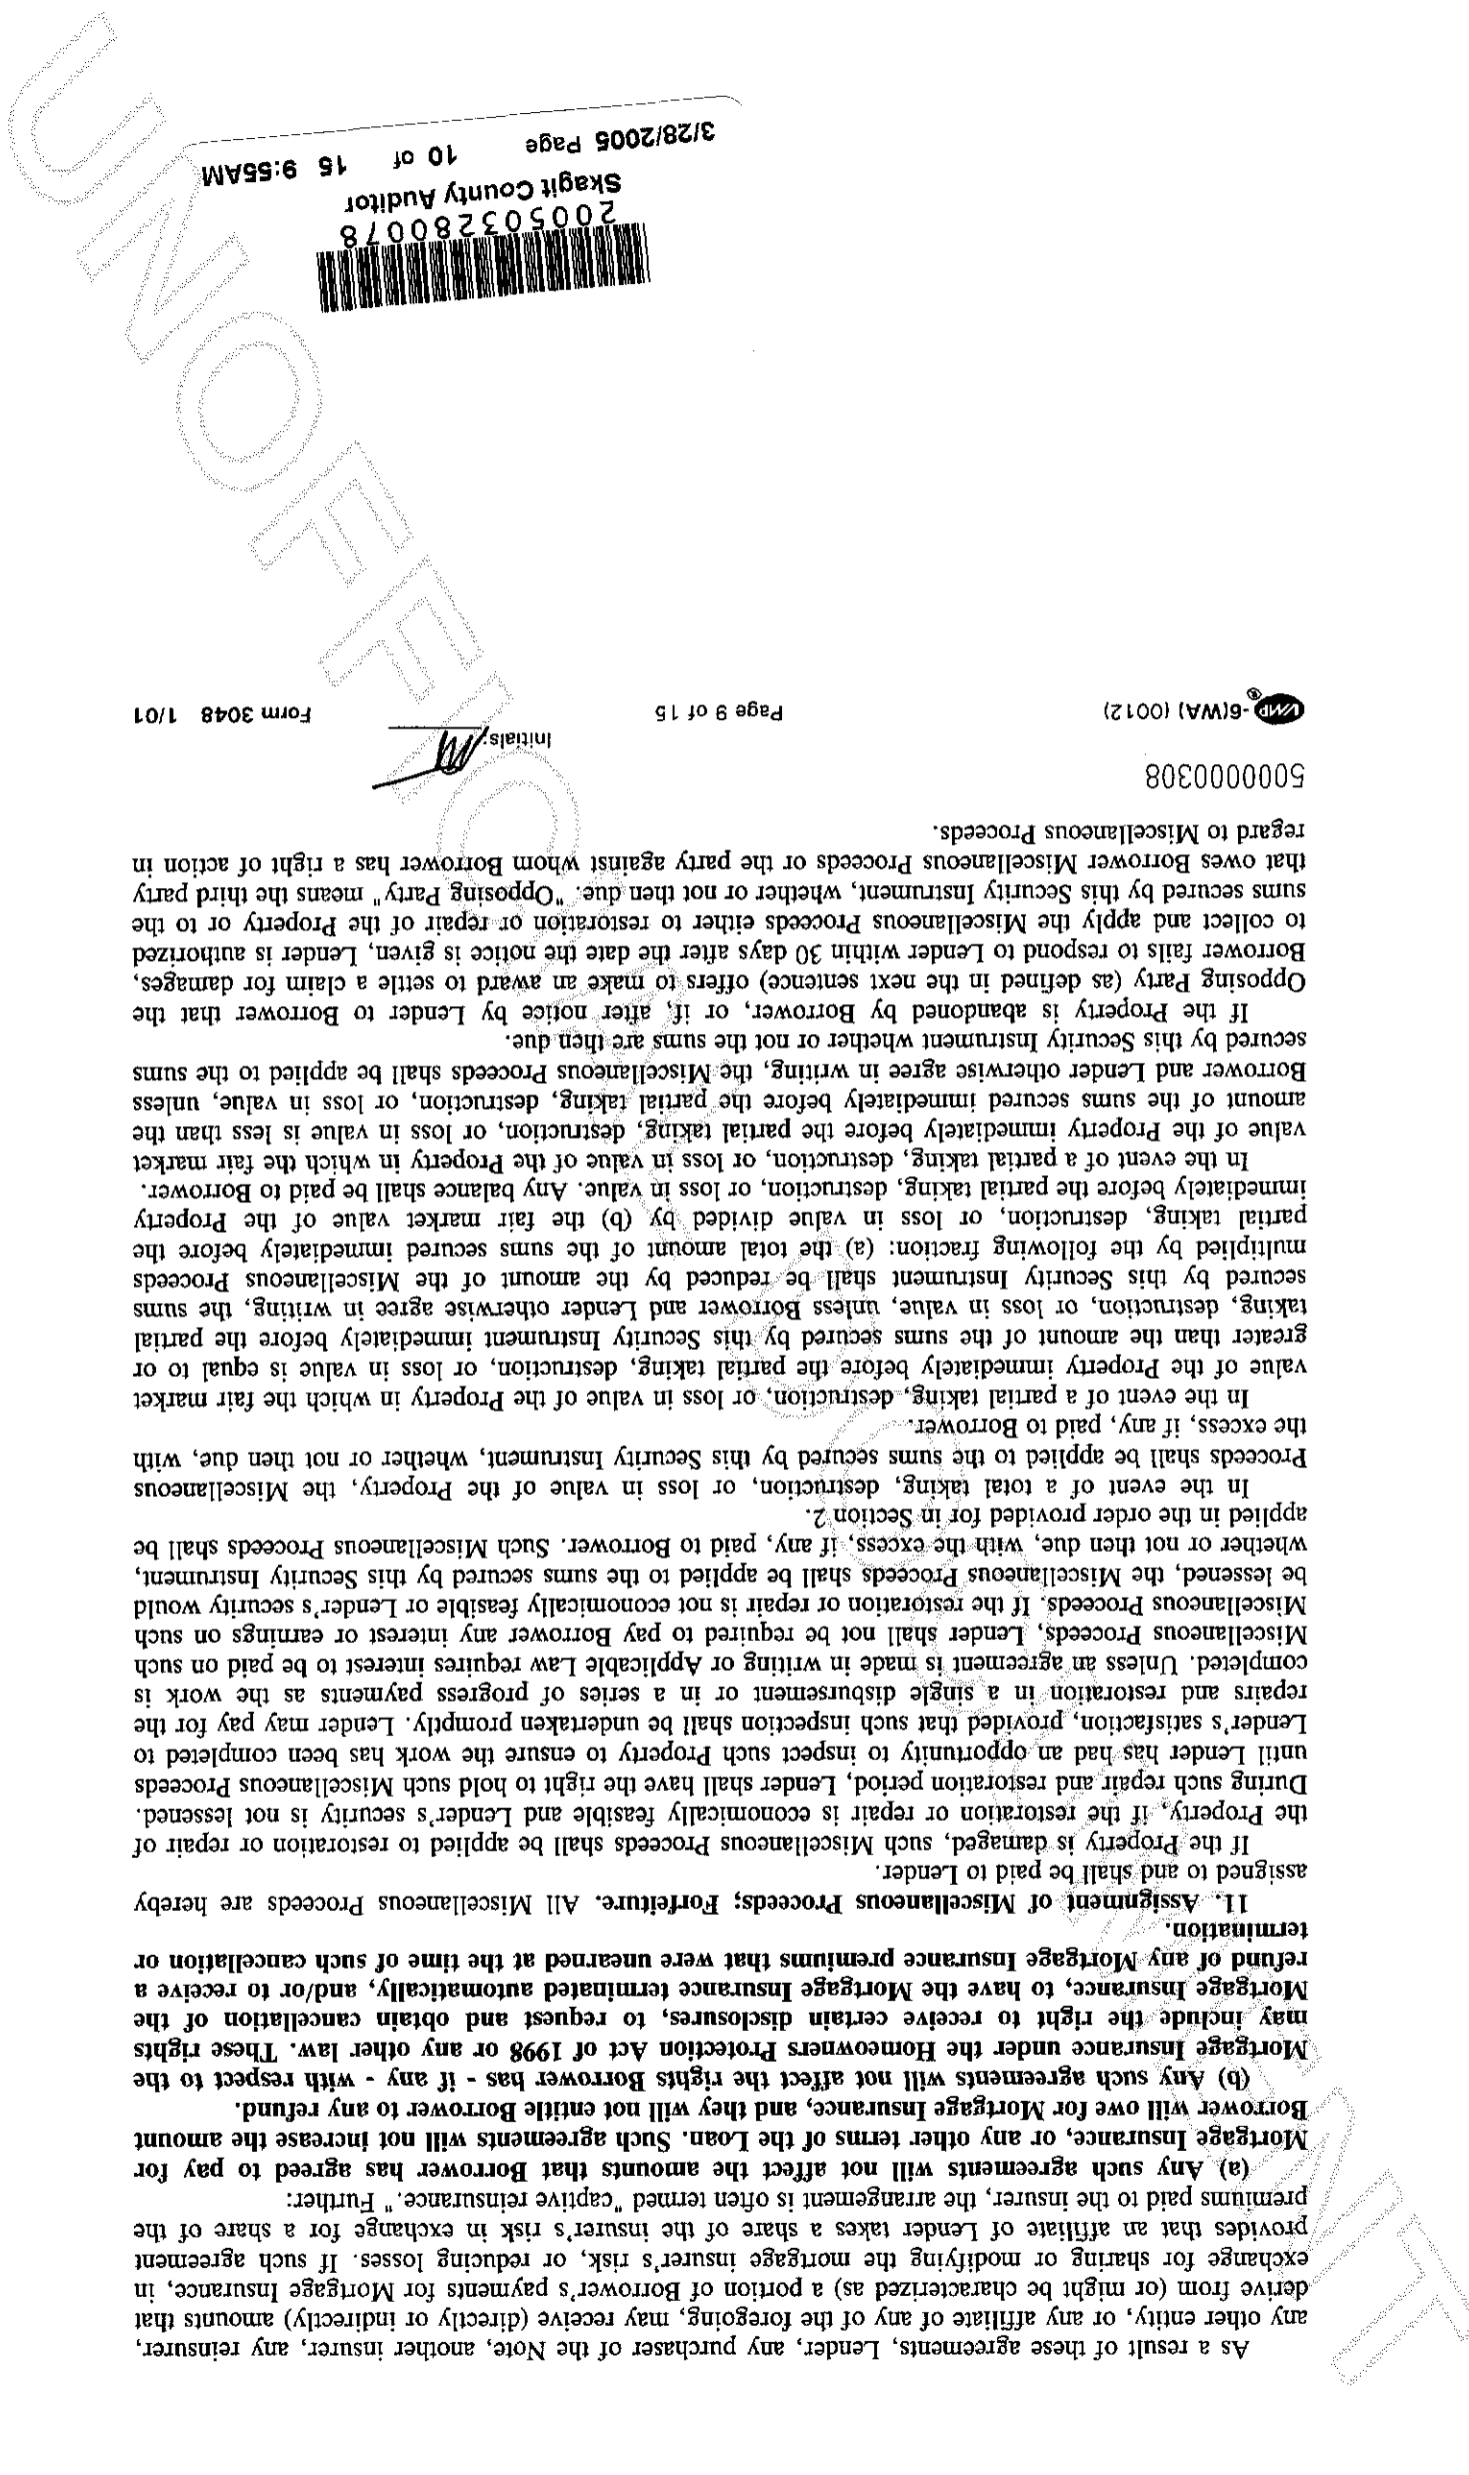 As a result of these agreements, Lender, any purchaser of the Note, another insurer, any reinsurer,
any other entity, or any affiliate of any of the foregoing, may receive (directly or indirectly) amounts that
derive from (or might be characterized as) a portion of Borrower's payments for Mortgage Insurance, in
exchange for sharing or modifying the mortgage insurer's risk, or reducing losses. If such agreement
provides that an affiliate of Lender takes a share of the insurer's risk in exchange for a share of the
premiums paid to the insurer, the arrangement is often termed "captive reinsurance." Further:
(a) Any such agreements will not affect the amounts that Borrower has agreed to pay for
Mortgage Insurance, or any other terms of the Loan. Such agreements will not increase the amount
Borrower will owe for Mortgage Insurance, and they will not entitle Borrower to any refund.
(b) Any such agreements will not affect the rights Borrower has - if any - with respect to the
Mortgage Insurance under the Homeowners Protection Act of 1998 or any other law. These rights
may include the right to receive certain disclosures, to request and obtain cancellation of the
Mortgage Insurance, to have the Mortgage Insurance terminated automatically, and/or to receive a
refund of any Mortgage Insurance premiums that were unearned at the time of such cancellation or
termination.
11. Assignment of Miscellaneous Proceeds; Forfeiture. All Miscellaneous Proceeds are hereby
assigned to and shall be paid to Lender.
If the Property is damaged, such Miscellaneous Proceeds shall be applied to restoration or repair of
the Property, if the restoration or repair is economically feasible and Lender's security is not lessened.
During such repair and restoration period, Lender shall have the right to hold such Miscellaneous Proceeds
until Lender has had an opportunity to inspect such Property to ensure the work has been completed to
Lender's satisfaction, provided that such inspection shall be undertaken promptly. Lender may pay for the
repairs and restoration in a single disbursement or in a series of progress payments as the work is
completed. Unless an agreement is made in writing or Applicable Law requires interest to be paid on such
Miscellaneous Proceeds, Lender shall not be required to pay Borrower any interest or earnings on such
Miscellaneous Proceeds. If the restoration or repair is not economically feasible or Lender's security would
be lessened, the Miscellaneous Proceeds shall be applied to the sums secured by this Security Instrument,
whether or not then due, with the excess, if any, paid to Borrower. Such Miscellaneous Proceeds shall be
applied in the order provided for in Section 2.
In the event of a total taking, destruction, or loss in value of the Property, the Miscellaneous
Proceeds shall be applied to the sums secured by this Security Instrument, whether or not then due, with
the excess, if any, paid to Borrower.
In the event of a partial taking, destruction, or loss in value of the Property in which the fair market
value of the Property immediately before the partial taking, destruction, or loss in value is equal to or
greater than the amount of the sums secured by this Security Instrument immediately before the partial
taking, destruction, or loss in value, unless Borrower and Lender otherwise agree in writing, the sums
secured by this Security Instrument shall be reduced by the amount of the Miscellaneous Proceeds
multiplied by the following fraction: (a) the total amount of the sums secured immediately before the
partial taking, destruction, or loss in value divided by (b) the fair market value of the Property
immediately before the partial taking, destruction, or loss in value. Any balance shall be paid to Borrower.
In the event of a partial taking, destruction, or loss in value of the Property in which the fair market
value of the Property immediately before the partial taking, destruction, or loss in value is less than the
amount of the sums secured immediately before the partial taking, destruction, or loss in value, unless
Borrower and Lender otherwise agree in writing, the Miscellaneous Proceeds shall be applied to the sums
secured by this Security Instrument whether or not the sums are then due.
If the Property is abandoned by Borrower, or if, after notice by Lender to Borrower that the
Opposing Party (as defined in the next sentence) offers to make an award to settle a claim for damages,
Borrower fails to respond to Lender within 30 days after the date the notice is given, Lender is authorized
to collect and apply the Miscellaneous Proceeds either to restoration or repair of the Property or to the
sums secured by this Security Instrument, whether or not then due. "Opposing Party" means the third party
that owes Borrower Miscellaneous Proceeds or the party against whom Borrower has a right of action in
regard to Miscellaneous Proceeds.
5000000308
Initials:
VMP-6(WA) (0012) Page 9 of 15 Form 3048 1/01
200503280078
Skagit County Auditor
3/28/2005 Page 10 of 15 9:55AM
UNOFFICIAL DOCUMENT